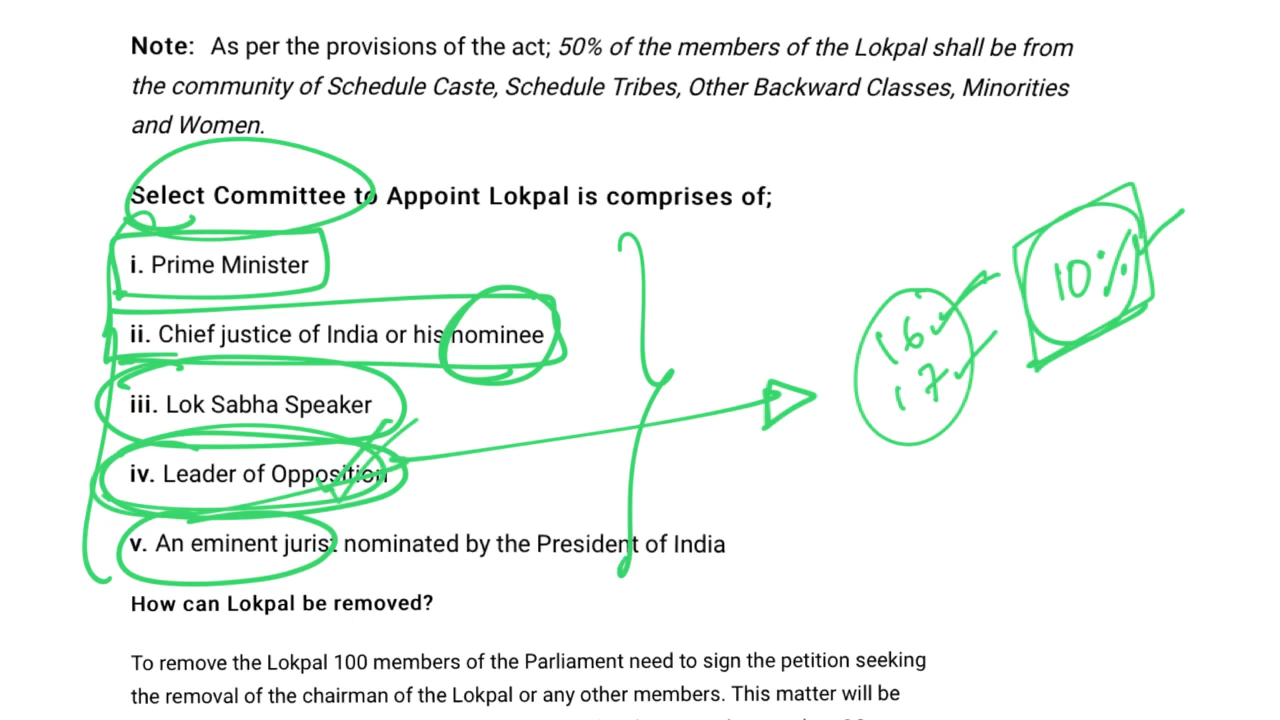 Note: As per the provisions of the act; 50% of the members of the Lokpal shall be from
the community of Schedule Caste, Schedule Tribes, Other Backward Classes, Minorities
and Women.
Select Committee to Appoint Lokpal is comprises of;
i. Prime Minister
10%
ii. Chief justice of India or his nominee
16
17
iii. Lok Sabha Speaker
iv. Leader of Opposition
v. An eminent jurist nominated by the President of India
How can Lokpal be removed?
To remove the Lokpal 100 members of the Parliament need to sign the petition seeking
the removal of the chairman of the Lokpal or any other members. This matter will be